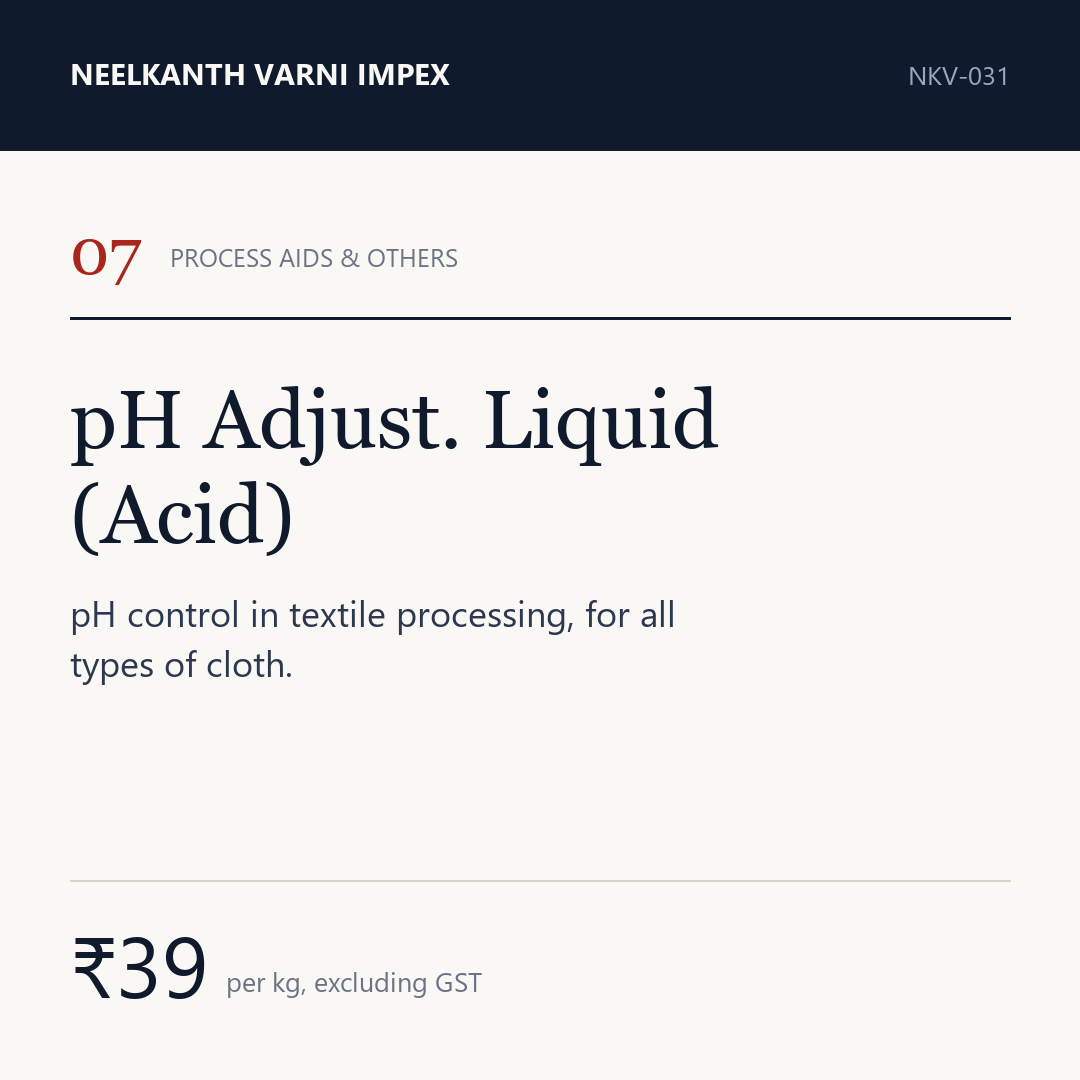 NEELKANTH VARNI IMPEX
NKV-031
07
PROCESS AIDS & OTHERS
pH Adjust. Liquid
(Acid)
pH control in textile processing, for all
types of cloth.
₹39 per kg, excluding GST